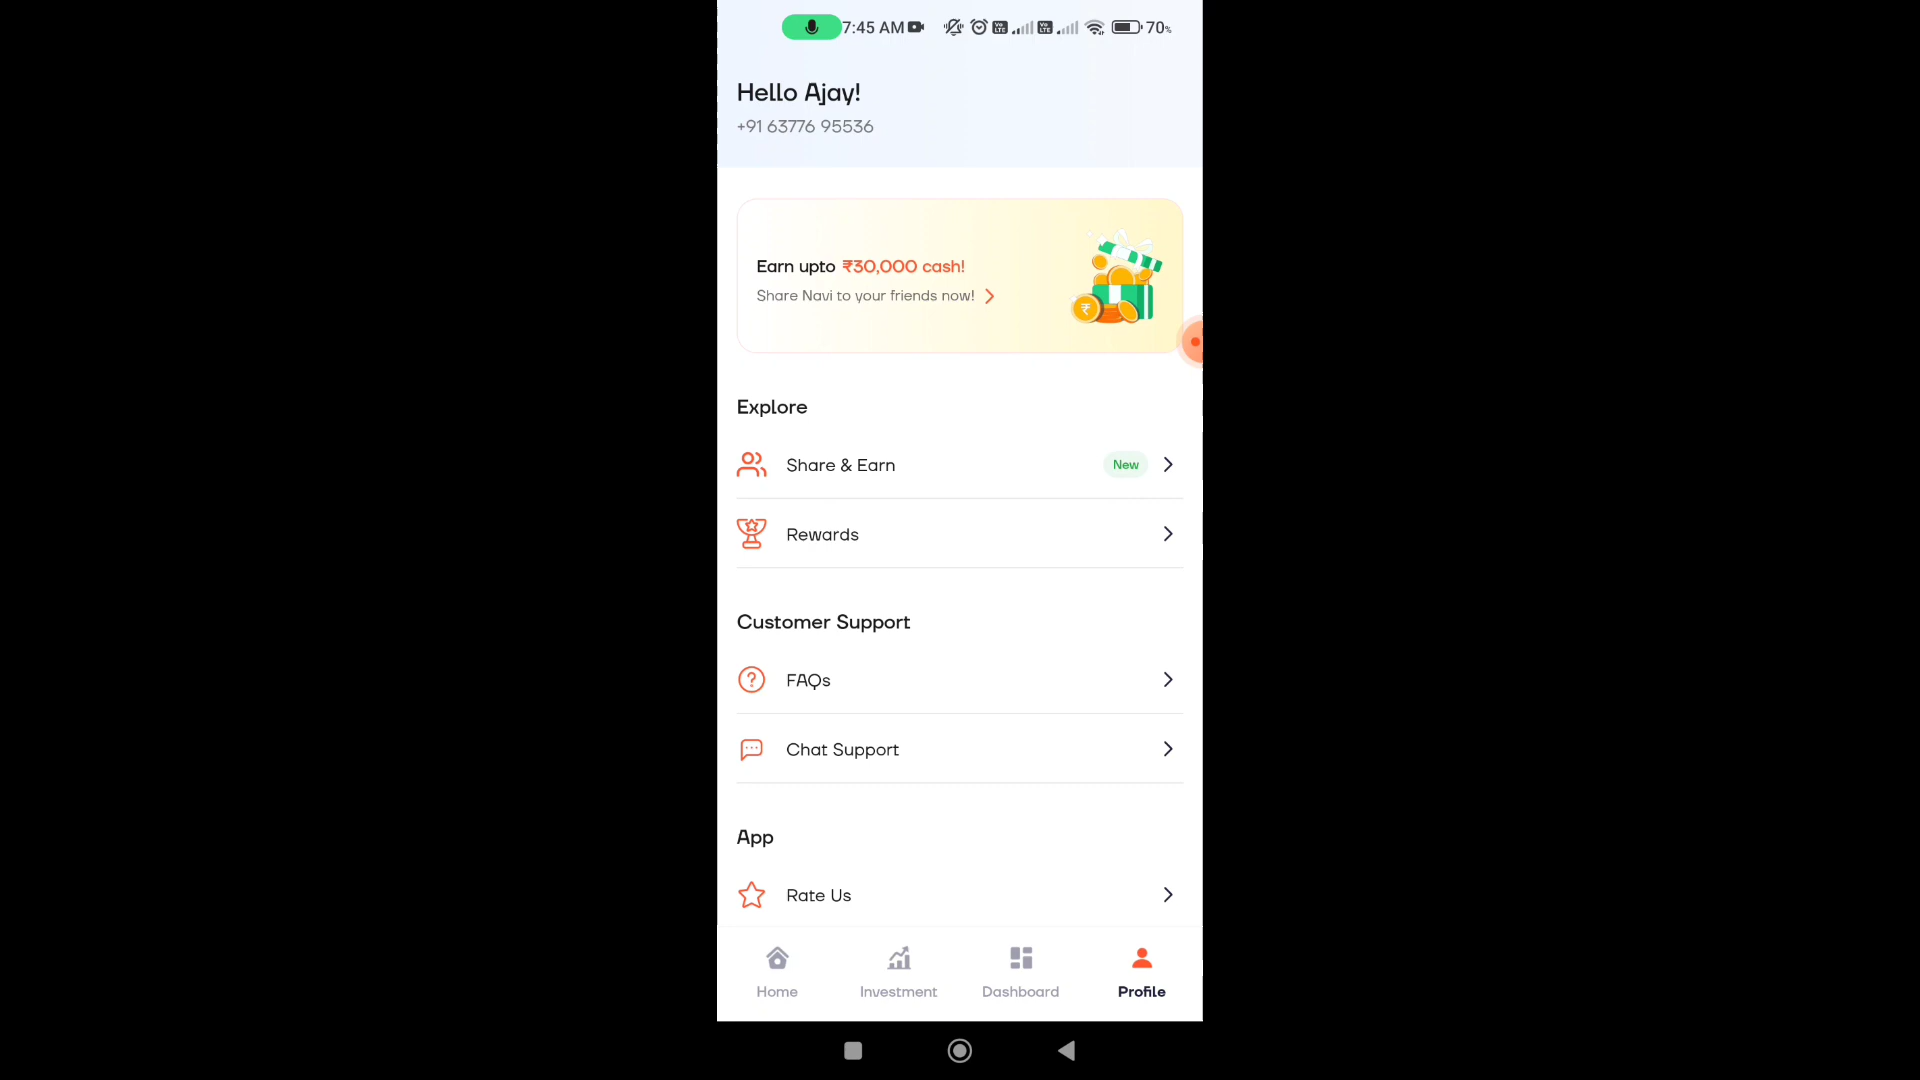 7:45 AM 70%
Hello Ajay!
+91 63776 95536
Earn upto ₹30,000 cash!
Share Navi to your friends now!
Explore
Share & Earn New
Rewards
Customer Support
FAQs
Chat Support
App
Rate Us
Home Investment Dashboard Profile